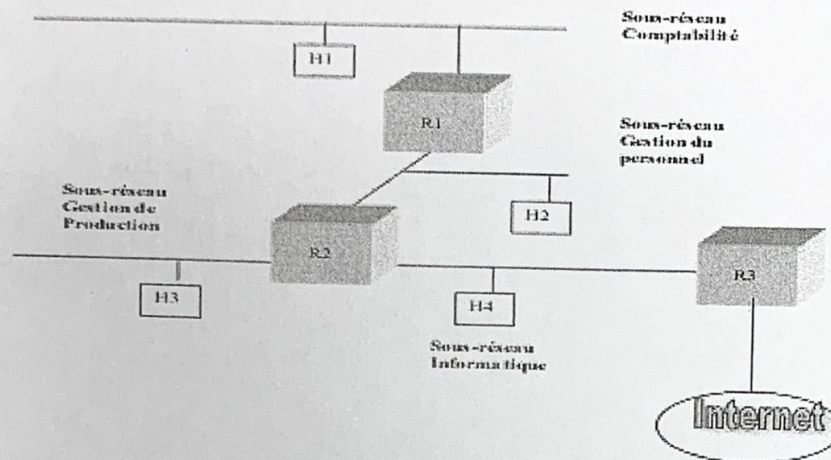 Sous-réseau
Comptabilité
H1
R1
Sous-réseau
Gestion du
personnel
Sous-réseau
Gestion de
Production
H2
R2
R3
H3
H4
Sous-réseau
Informatique
Internet